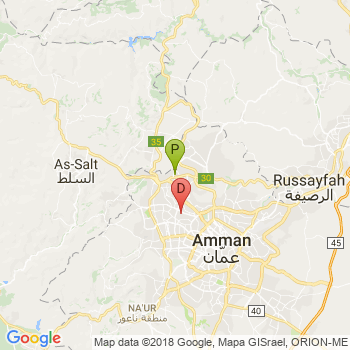 35
P
As-Salt
السلط
30
D
Russayfah
الرصيفة
Amman
عمان
45
NA'UR
منطقة ناعور
40
Google
Map data ©2018 Google, Mapa GISrael, ORION-ME